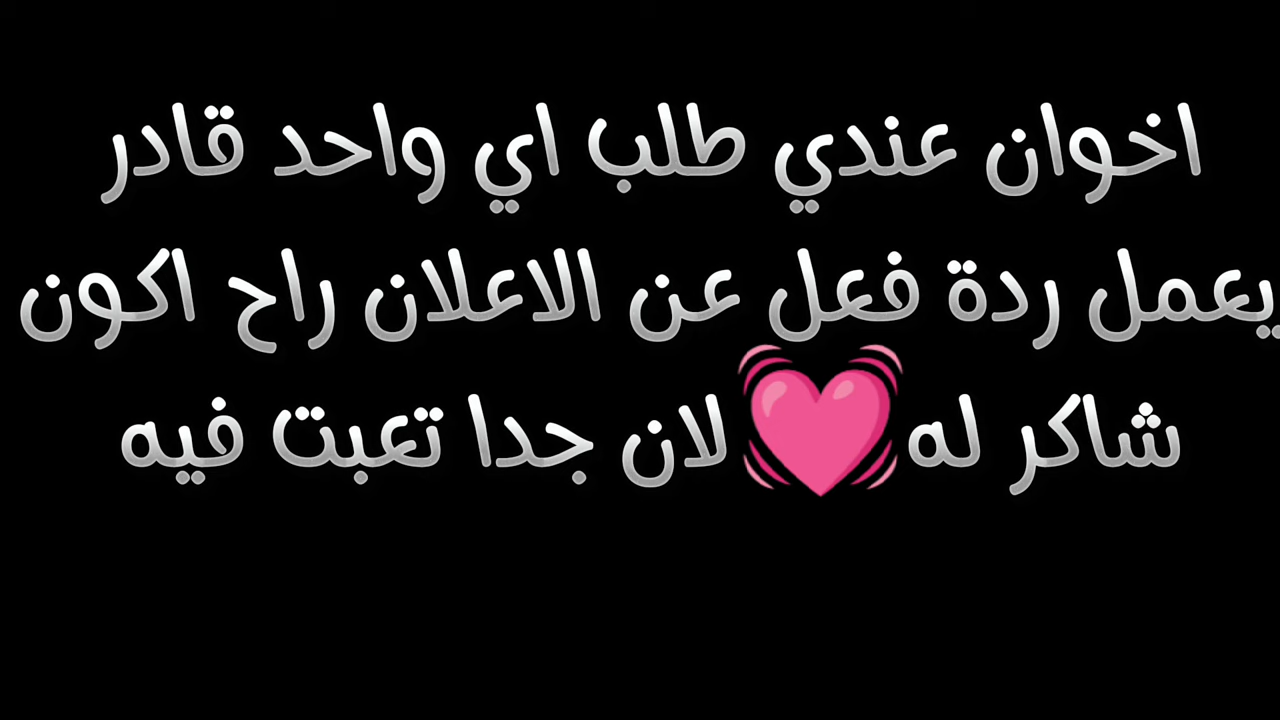 اخوان عندي طلب اي واحد قادر
يعمل ردة فعل عن الاعلان راح اكون
شاكر له💓لان جدا تعبت فيه